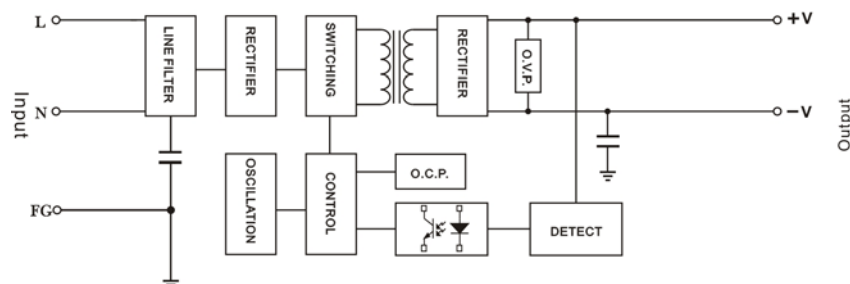 L
N
FG
Input
LINE FILTER
RECTIFIER
SWITCHING
RECTIFIER
O.V.P.
+V
−V
Output
OSCILLATION
CONTROL
O.C.P.
DETECT